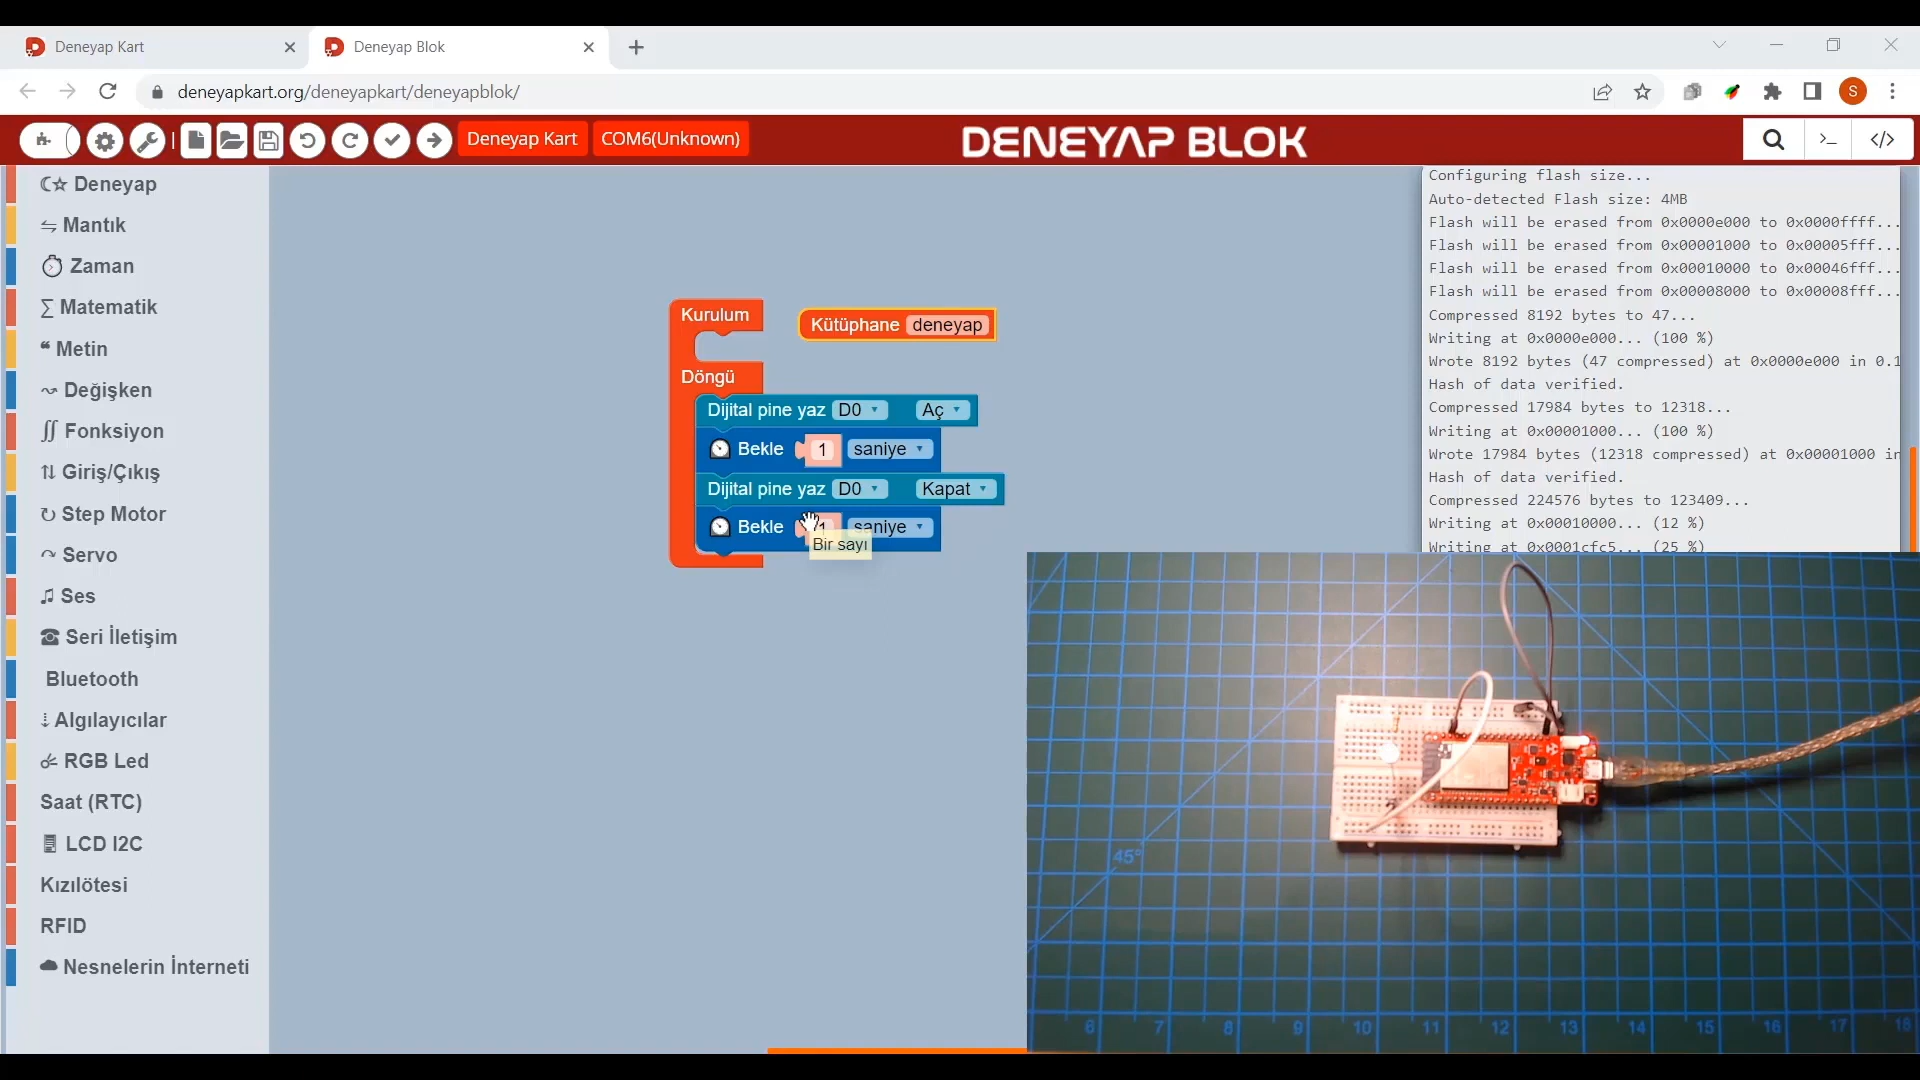 Deneyap Kart
Deneyap Blok
deneyapkart.org/deneyapkart/deneyapblok/
S
Deneyap Kart
COM6(Unknown)
DENEYAP BLOK
Deneyap
Mantık
Zaman
Matematik
Metin
Değişken
Fonksiyon
Giriş/Çıkış
Step Motor
Servo
Ses
Seri İletişim
Bluetooth
Algılayıcılar
RGB Led
Saat (RTC)
LCD I2C
Kızılötesi
RFID
Nesnelerin İnterneti
Kurulum
Kütüphane deneyap
Döngü
Dijital pine yaz D0 Aç
Bekle 1 saniye
Dijital pine yaz D0 Kapat
Bekle 1 saniye
Bir sayı
Configuring flash size...
Auto-detected Flash size: 4MB
Flash will be erased from 0x0000e000 to 0x0000ffff...
Flash will be erased from 0x00001000 to 0x00005fff...
Flash will be erased from 0x00010000 to 0x00046fff...
Flash will be erased from 0x00008000 to 0x00008fff...
Compressed 8192 bytes to 47...
Writing at 0x0000e000... (100 %)
Wrote 8192 bytes (47 compressed) at 0x0000e000 in 0.1
Hash of data verified.
Compressed 17984 bytes to 12318...
Writing at 0x00001000... (100 %)
Wrote 17984 bytes (12318 compressed) at 0x00001000 in
Hash of data verified.
Compressed 224576 bytes to 123409...
Writing at 0x00010000... (12 %)
Writing at 0x0001cfc5... (25 %)
45°
6 7 8 9 10 11 12 13 14 15 16 17 18